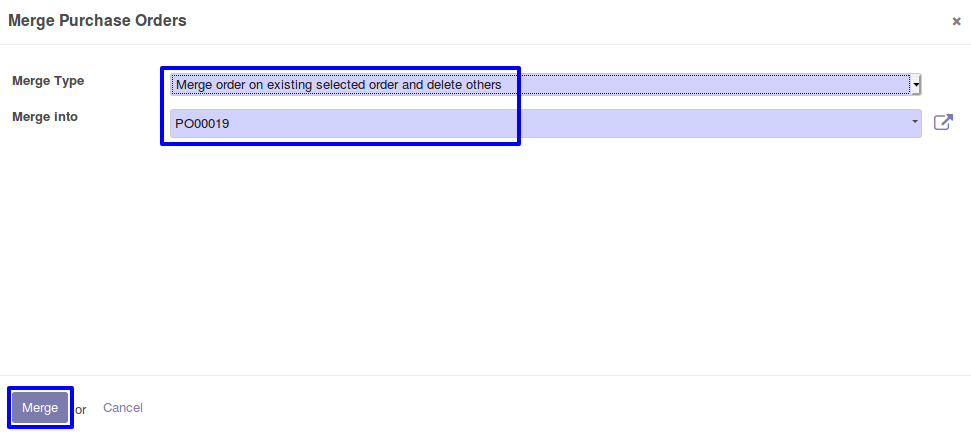 Merge Purchase Orders
×
Merge Type
Merge order on existing selected order and delete others
Merge into
PO00019
Merge or Cancel